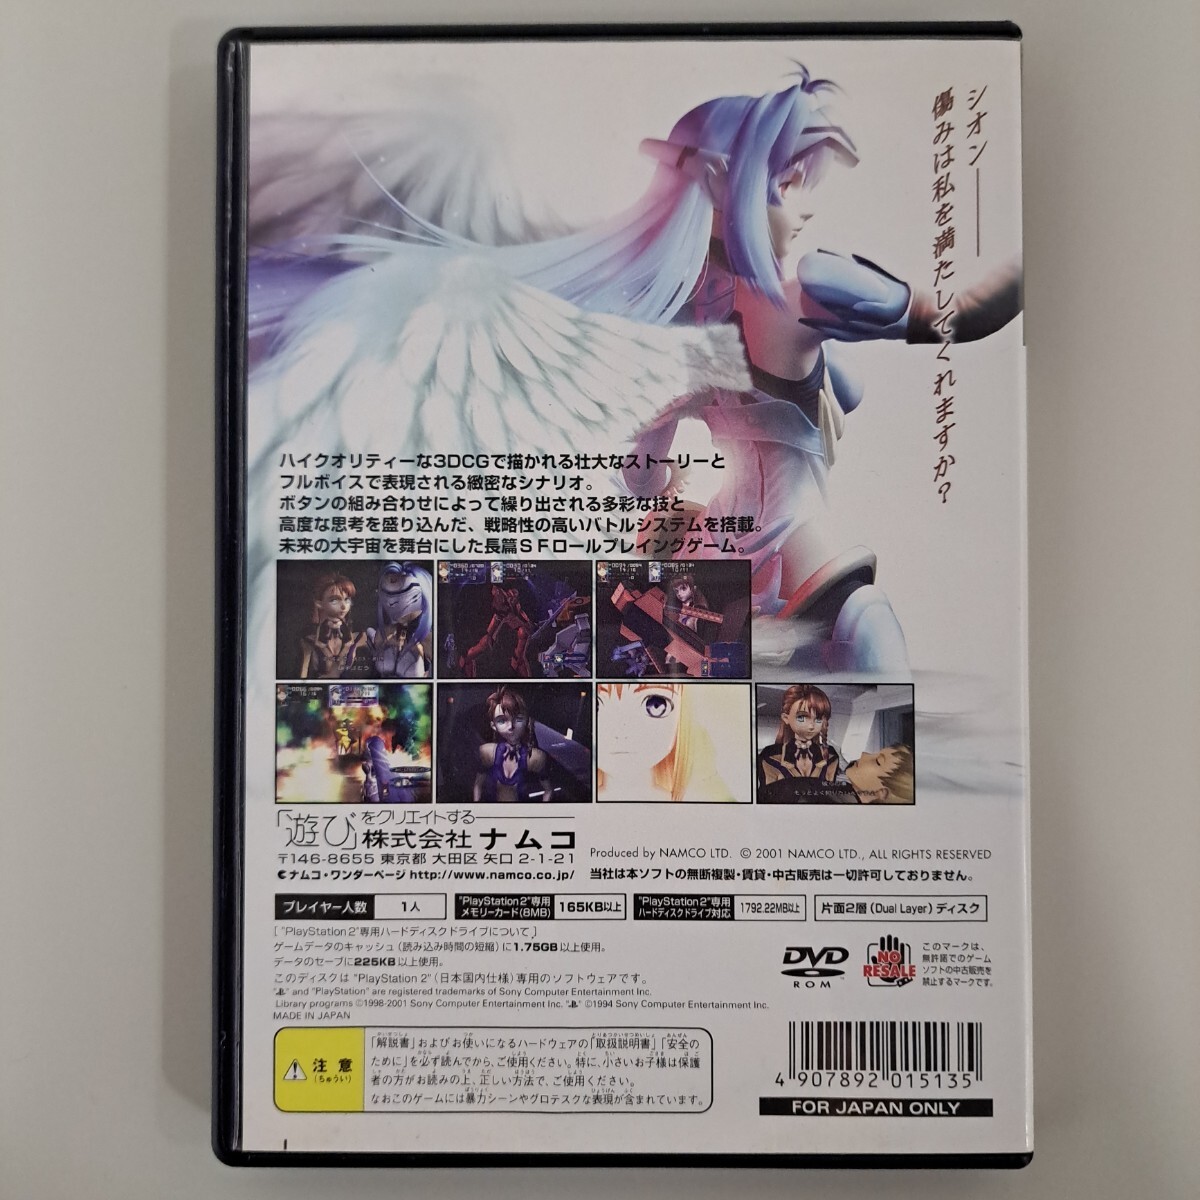 シオン――
傷みは私を満たしてくれますか?
ハイクオリティーな3DCGで描かれる壮大なストーリーと
フルボイスで表現される緻密なシナリオ。
ボタンの組み合わせによって繰り出される多彩な技と
高度な思考を盛り込んだ、戦略性の高いバトルシステムを搭載。
未来の大宇宙を舞台にした長篇SFロールプレイングゲーム。
「遊び」をクリエイトする――
株式会社 ナムコ
〒146-8655 東京都 大田区 矢口 2-1-21
ナムコ・ワンダーページ http://www.namco.co.jp/
Produced by NAMCO LTD. © 2001 NAMCO LTD., ALL RIGHTS RESERVED
当社は本ソフトの無断複製・賃貸・中古販売は一切許可しておりません。
プレイヤー人数 1人
"PlayStation 2"専用メモリーカード(8MB) 165KB以上
"PlayStation 2"専用ハードディスクドライブ対応 1792.22MB以上
片面2層(Dual Layer)ディスク
[ "PlayStation 2"専用ハードディスクドライブについて ]
ゲームデータのキャッシュ(読み込み時間の短縮)に1.75GB以上使用。
データのセーブに225KB以上使用。
このディスクは "PlayStation 2"(日本国内仕様)専用のソフトウェアです。
" " and "PlayStation" are registered trademarks of Sony Computer Entertainment Inc.
Library programs ©1998-2001 Sony Computer Entertainment Inc. " " ©1994 Sony Computer Entertainment Inc.
MADE IN JAPAN
DVD
ROM
NO
RESALE
このマークは、
無許諾でのゲーム
ソフトの中古販売を
禁止するマークです。
注意
(ちゅうい)
「解説書」およびお使いになるハードウェアの「取扱説明書」「安全の
ために」を必ず読んでから、ご使用ください。特に、小さいお子様は保護
者の方がお読みの上、正しい方法で、ご使用ください。
なおこのゲームには暴力シーンやグロテスクな表現が含まれています。
4 907892 015135
FOR JAPAN ONLY